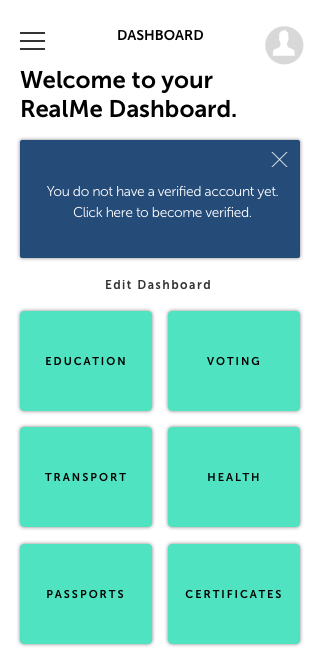 DASHBOARD
Welcome to your
RealMe Dashboard.
You do not have a verified account yet.
Click here to become verified.
Edit Dashboard
EDUCATION
VOTING
TRANSPORT
HEALTH
PASSPORTS
CERTIFICATES